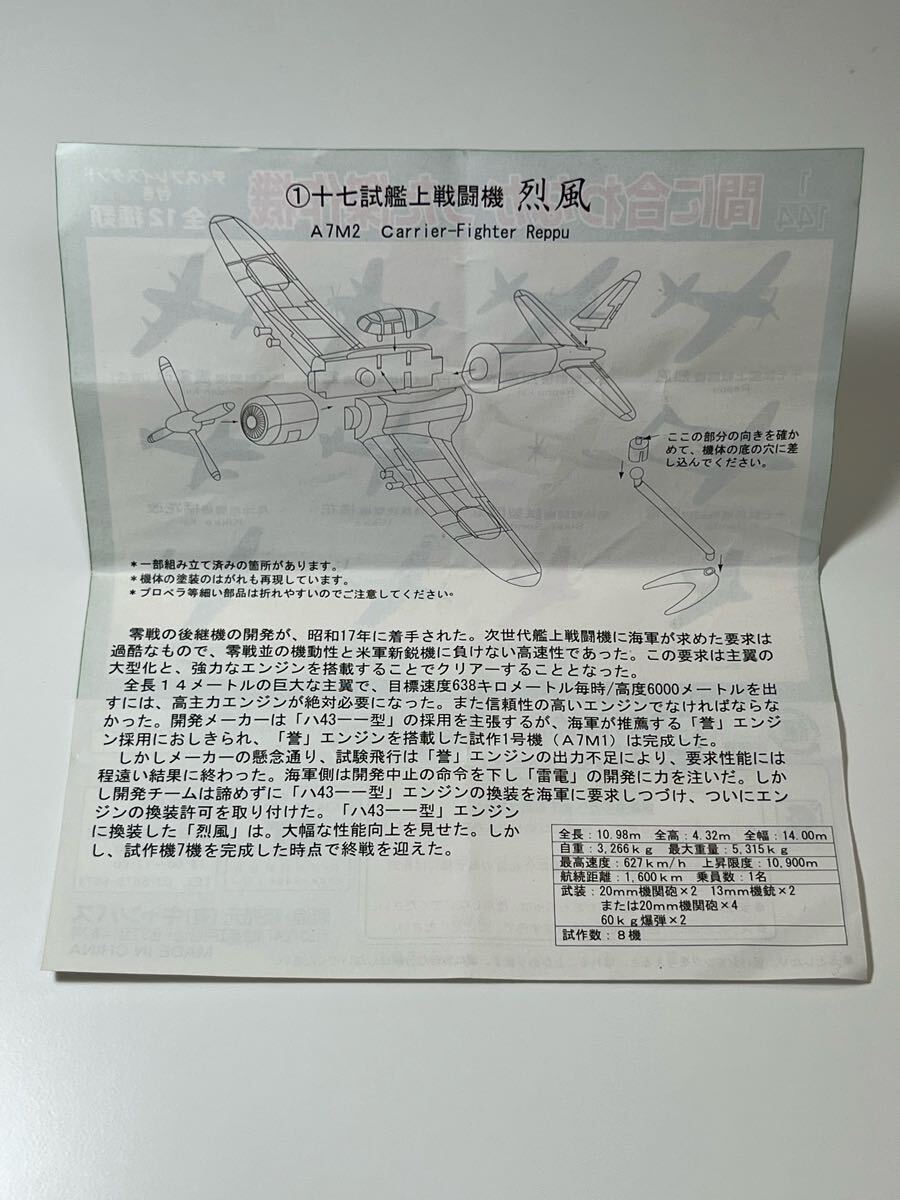 ①十七試艦上戦闘機 烈風
A7M2 Carrier-Fighter Reppu
ここの部分の向きを確か
めて、機体の底の穴に差
し込んでください。
*一部組み立て済みの箇所があります。
*機体の塗装のはがれも再現しています。
*プロペラ等細い部品は折れやすいのでご注意してください。
零戦の後継機の開発が、昭和17年に着手された。次世代艦上戦闘機に海軍が求めた要求は
過酷なもので、零戦並の機動性と米軍新鋭機に負けない高速性であった。この要求は主翼の
大型化と、強力なエンジンを搭載することでクリアーすることとなった。
全長14メートルの巨大な主翼で、目標速度638キロメートル毎時/高度6000メートルを出
すには、高主力エンジンが絶対必要になった。また信頼性の高いエンジンでなければならな
かった。開発メーカーは「ハ43一一型」の採用を主張するが、海軍が推薦する「誉」エンジ
ン採用におしきられ、「誉」エンジンを搭載した試作1号機(A7M1)は完成した。
しかしメーカーの懸念通り、試験飛行は「誉」エンジンの出力不足により、要求性能には
程遠い結果に終わった。海軍側は開発中止の命令を下し「雷電」の開発に力を注いだ。しか
し開発チームは諦めずに「ハ43一一型」エンジンの換装を海軍に要求しつづけ、ついにエン
ジンの換装許可を取り付けた。「ハ43一一型」エンジン
に換装した「烈風」は。大幅な性能向上を見せた。しか
し、試作機7機を完成した時点で終戦を迎えた。
全長:10.98m 全高:4.32m 全幅:14.00m
自重:3,266kg 最大重量:5,315kg
最高速度:627km/h 上昇限度:10,900m
航続距離:1,600km 乗員数:1名
武装:20mm機関砲×2 13mm機銃×2
または20mm機関砲×4
60kg爆弾×2
試作数:8機